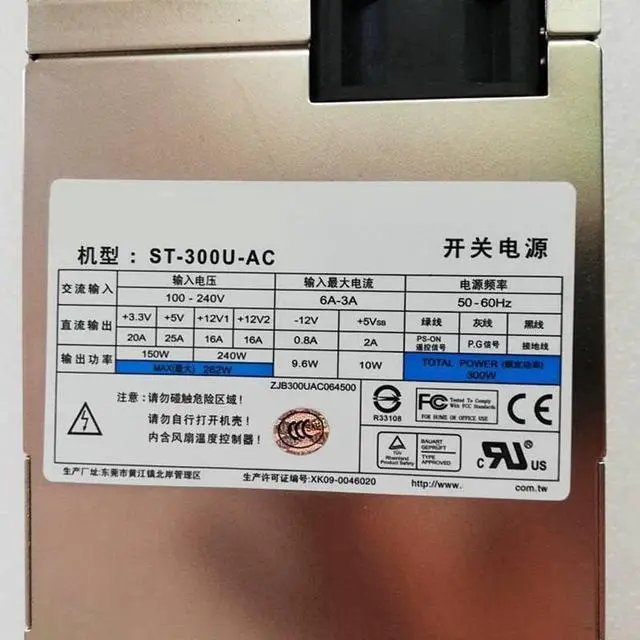 机型：ST-300U-AC 开关电源
交流输入 输入电压 输入最大电流 电源频率
100 - 240V 6A-3A 50-60Hz
直流输出 +3.3V +5V +12V1 +12V2 -12V +5VSB 绿线 灰线 黑线
20A 25A 16A 16A 0.8A 2A PS-ON 遥控信号 P.G信号 接地线
输出功率 150W 240W 9.6W 10W TOTAL POWER (额定功率)
MAX(最大) 262W 300W
ZJB300UAC064500
注意：请勿碰触危险区域！
请勿自行打开机壳！
内含风扇温度控制器！
CCC
R33108
FC Tested To Comply
With FCC Standards
FOR HOME OR OFFICE USE
CE
TÜV
Rheinland
Product Safety
BAUART
GEPRÜFT
TYPE
APPROVED
c RU US
生产厂址:东莞市黄江镇北岸管理区 生产许可证编号:XK09-0046020 http://www. com.tw